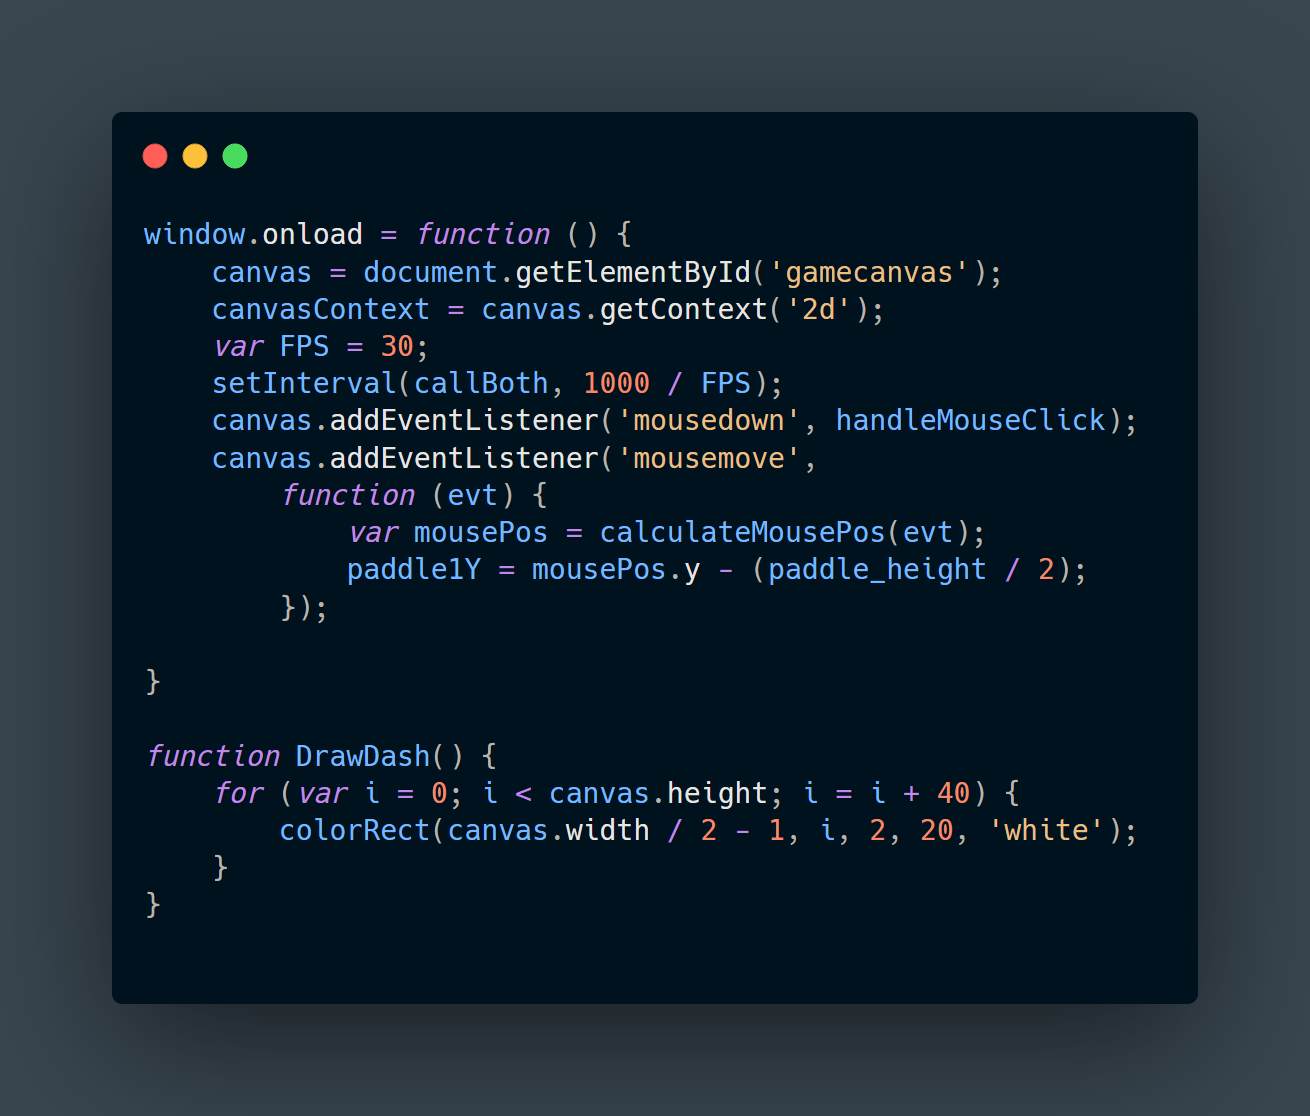 window.onload = function () {
    canvas = document.getElementById('gamecanvas');
    canvasContext = canvas.getContext('2d');
    var FPS = 30;
    setInterval(callBoth, 1000 / FPS);
    canvas.addEventListener('mousedown', handleMouseClick);
    canvas.addEventListener('mousemove',
        function (evt) {
            var mousePos = calculateMousePos(evt);
            paddle1Y = mousePos.y - (paddle_height / 2);
        });

}

function DrawDash() {
    for (var i = 0; i < canvas.height; i = i + 40) {
        colorRect(canvas.width / 2 - 1, i, 2, 20, 'white');
    }
}